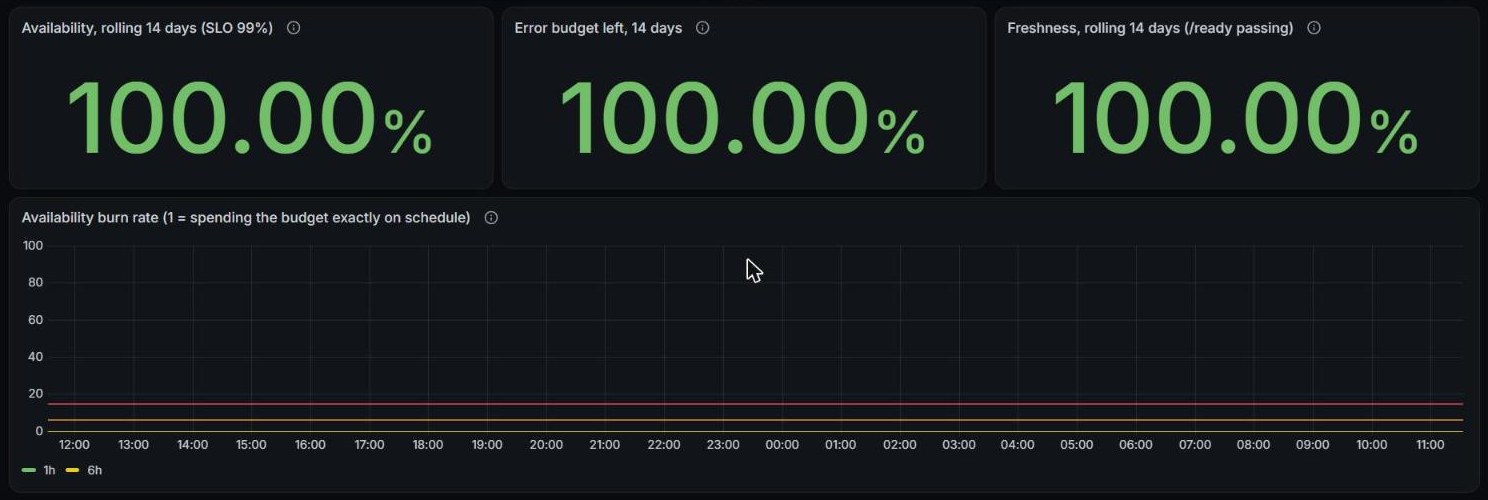 Availability, rolling 14 days (SLO 99%)
100.00%
Error budget left, 14 days
100.00%
Freshness, rolling 14 days (/ready passing)
100.00%
Availability burn rate (1 = spending the budget exactly on schedule)
100
80
60
40
20
0
12:00 13:00 14:00 15:00 16:00 17:00 18:00 19:00 20:00 21:00 22:00 23:00 00:00 01:00 02:00 03:00 04:00 05:00 06:00 07:00 08:00 09:00 10:00 11:00
1h 6h